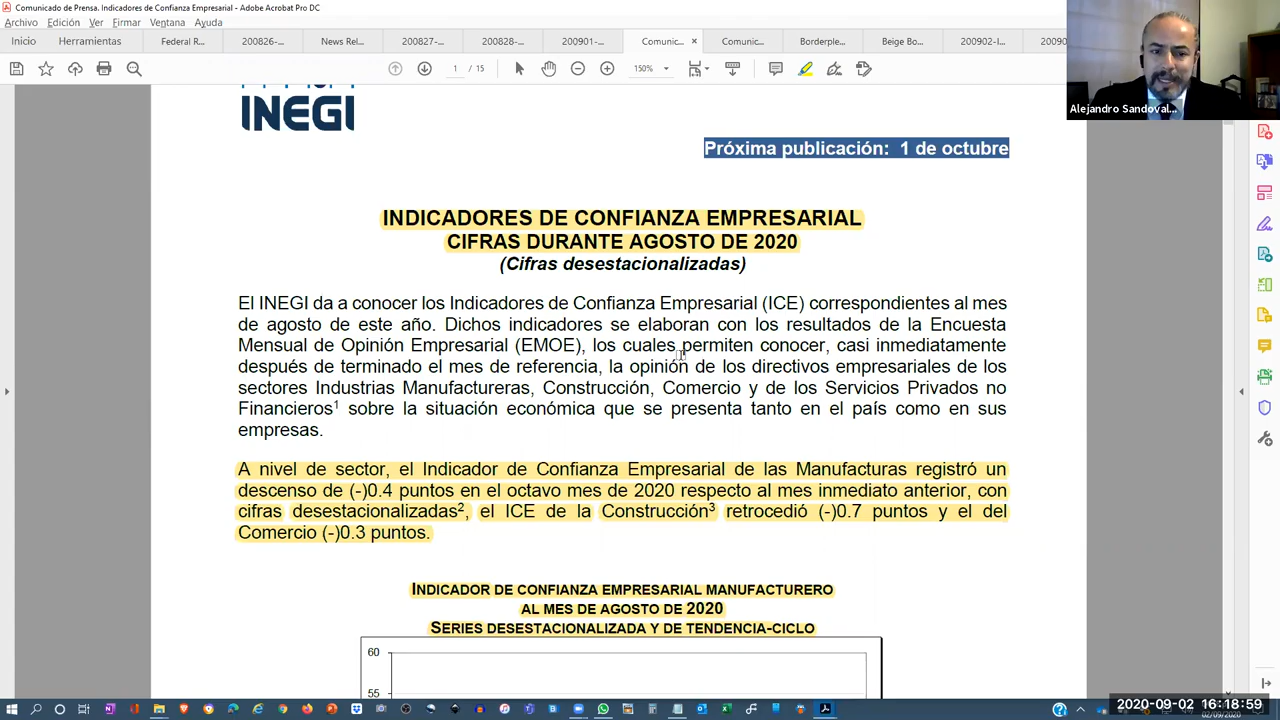 Comunicado de Prensa. Indicadores de Confianza Empresarial - Adobe Acrobat Pro DC
Archivo Edición Ver Firmar Ventana Ayuda
Inicio Herramientas Federal R... 200826-... News Rel... 200827-... 200828-... 200901-... Comunic... × Comunic... Borderple... Beige Bo... 200902-I... 20090
1 / 15 150%
Alejandro Sandoval...
INEGI
Próxima publicación: 1 de octubre
INDICADORES DE CONFIANZA EMPRESARIAL
CIFRAS DURANTE AGOSTO DE 2020
(Cifras desestacionalizadas)
El INEGI da a conocer los Indicadores de Confianza Empresarial (ICE) correspondientes al mes
de agosto de este año. Dichos indicadores se elaboran con los resultados de la Encuesta
Mensual de Opinión Empresarial (EMOE), los cuales permiten conocer, casi inmediatamente
después de terminado el mes de referencia, la opinión de los directivos empresariales de los
sectores Industrias Manufactureras, Construcción, Comercio y de los Servicios Privados no
Financieros¹ sobre la situación económica que se presenta tanto en el país como en sus
empresas.
A nivel de sector, el Indicador de Confianza Empresarial de las Manufacturas registró un
descenso de (-)0.4 puntos en el octavo mes de 2020 respecto al mes inmediato anterior, con
cifras desestacionalizadas², el ICE de la Construcción³ retrocedió (-)0.7 puntos y el del
Comercio (-)0.3 puntos.
INDICADOR DE CONFIANZA EMPRESARIAL MANUFACTURERO
AL MES DE AGOSTO DE 2020
SERIES DESESTACIONALIZADA Y DE TENDENCIA-CICLO
60
55
2020-09-02 16:18:59
02/09/2020